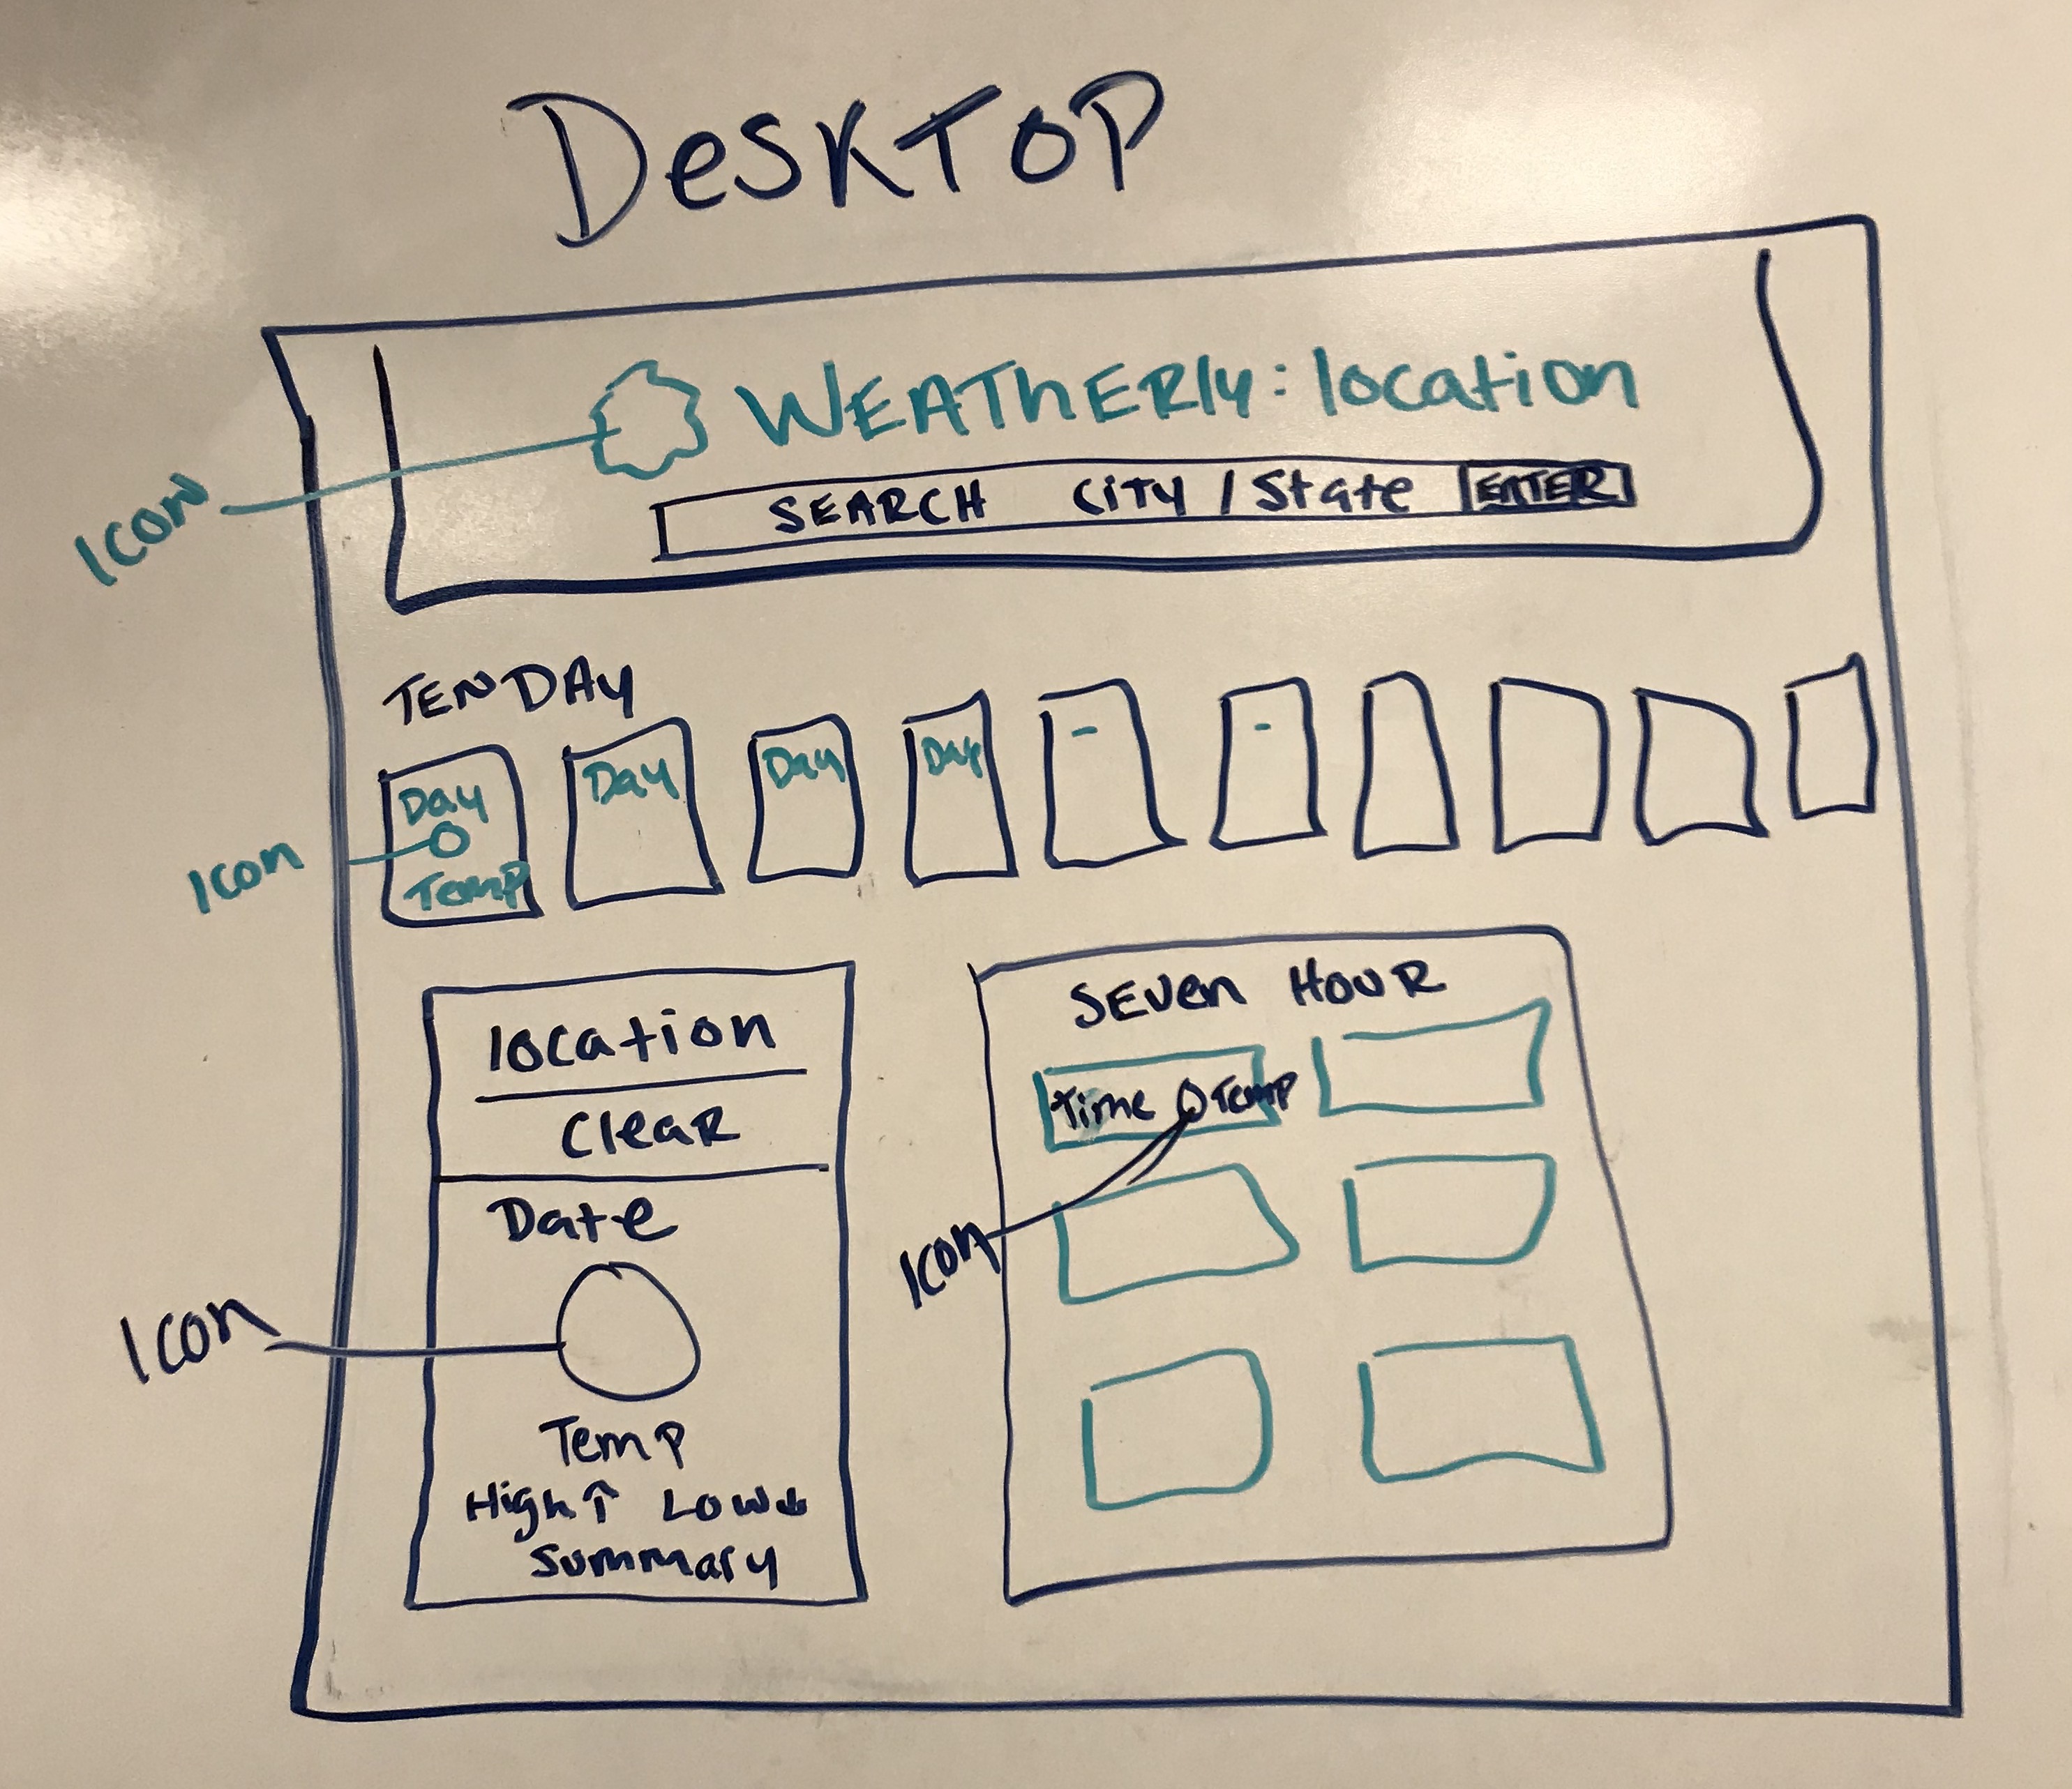 DeSKTOP
WEATHERly: location
Icon
SEARCH City / State ENTER
TEN DAy
Day Day Day Day - -
Icon
Temp
location
Clear
Date
Icon
Temp
High ↑ Low ↓
Summary
SEVen HOUR
Time Temp
Icon